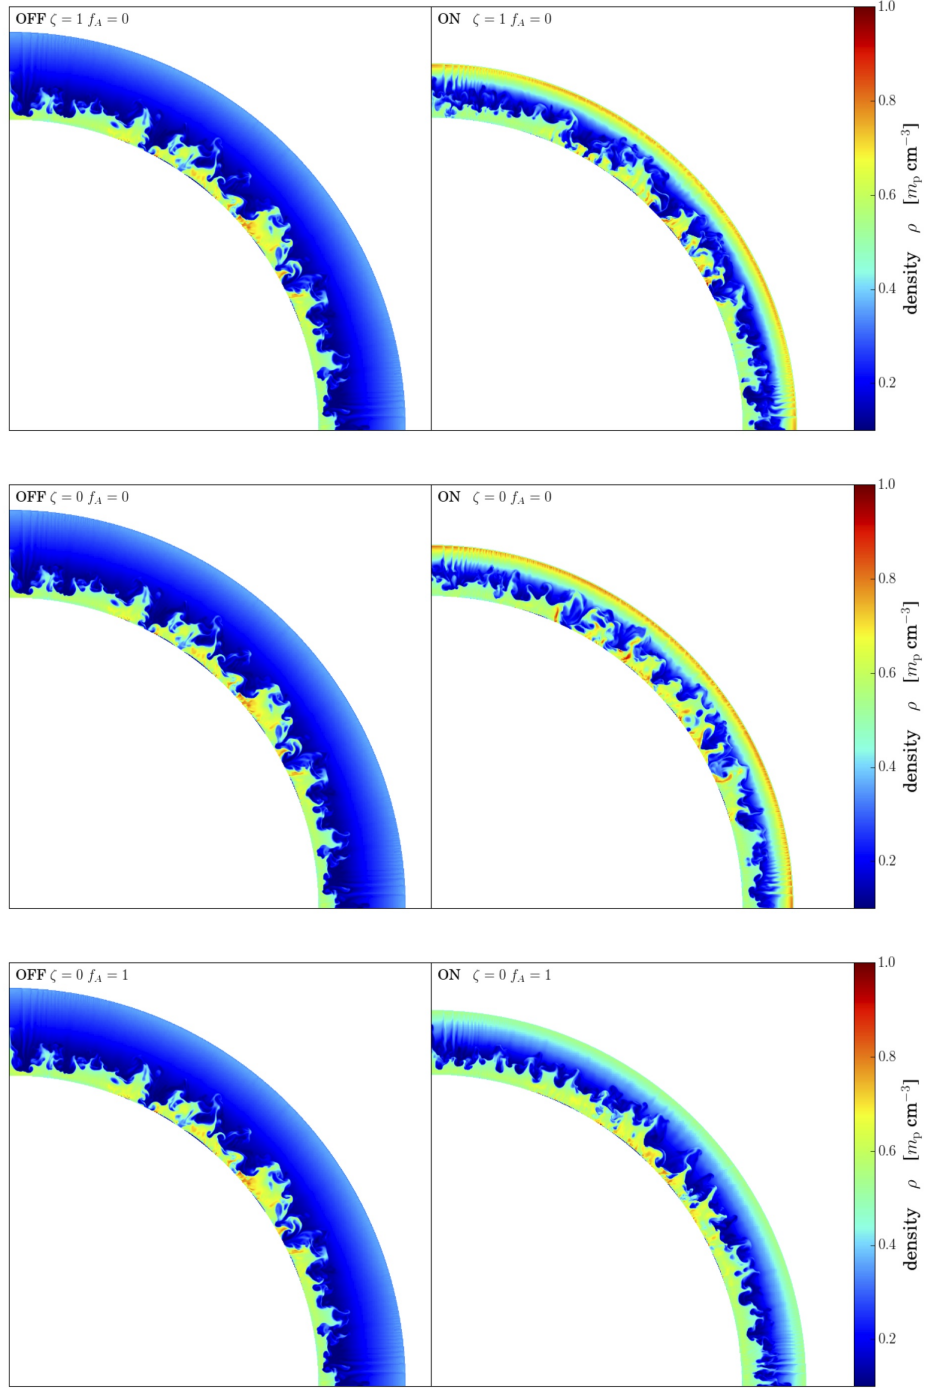 OFF ζ = 1 f_A = 0
ON ζ = 1 f_A = 0
1.0
0.8
0.6
0.4
0.2
density ρ [m_p cm^{-3}]
OFF ζ = 0 f_A = 0
ON ζ = 0 f_A = 0
1.0
0.8
0.6
0.4
0.2
density ρ [m_p cm^{-3}]
OFF ζ = 0 f_A = 1
ON ζ = 0 f_A = 1
1.0
0.8
0.6
0.4
0.2
density ρ [m_p cm^{-3}]